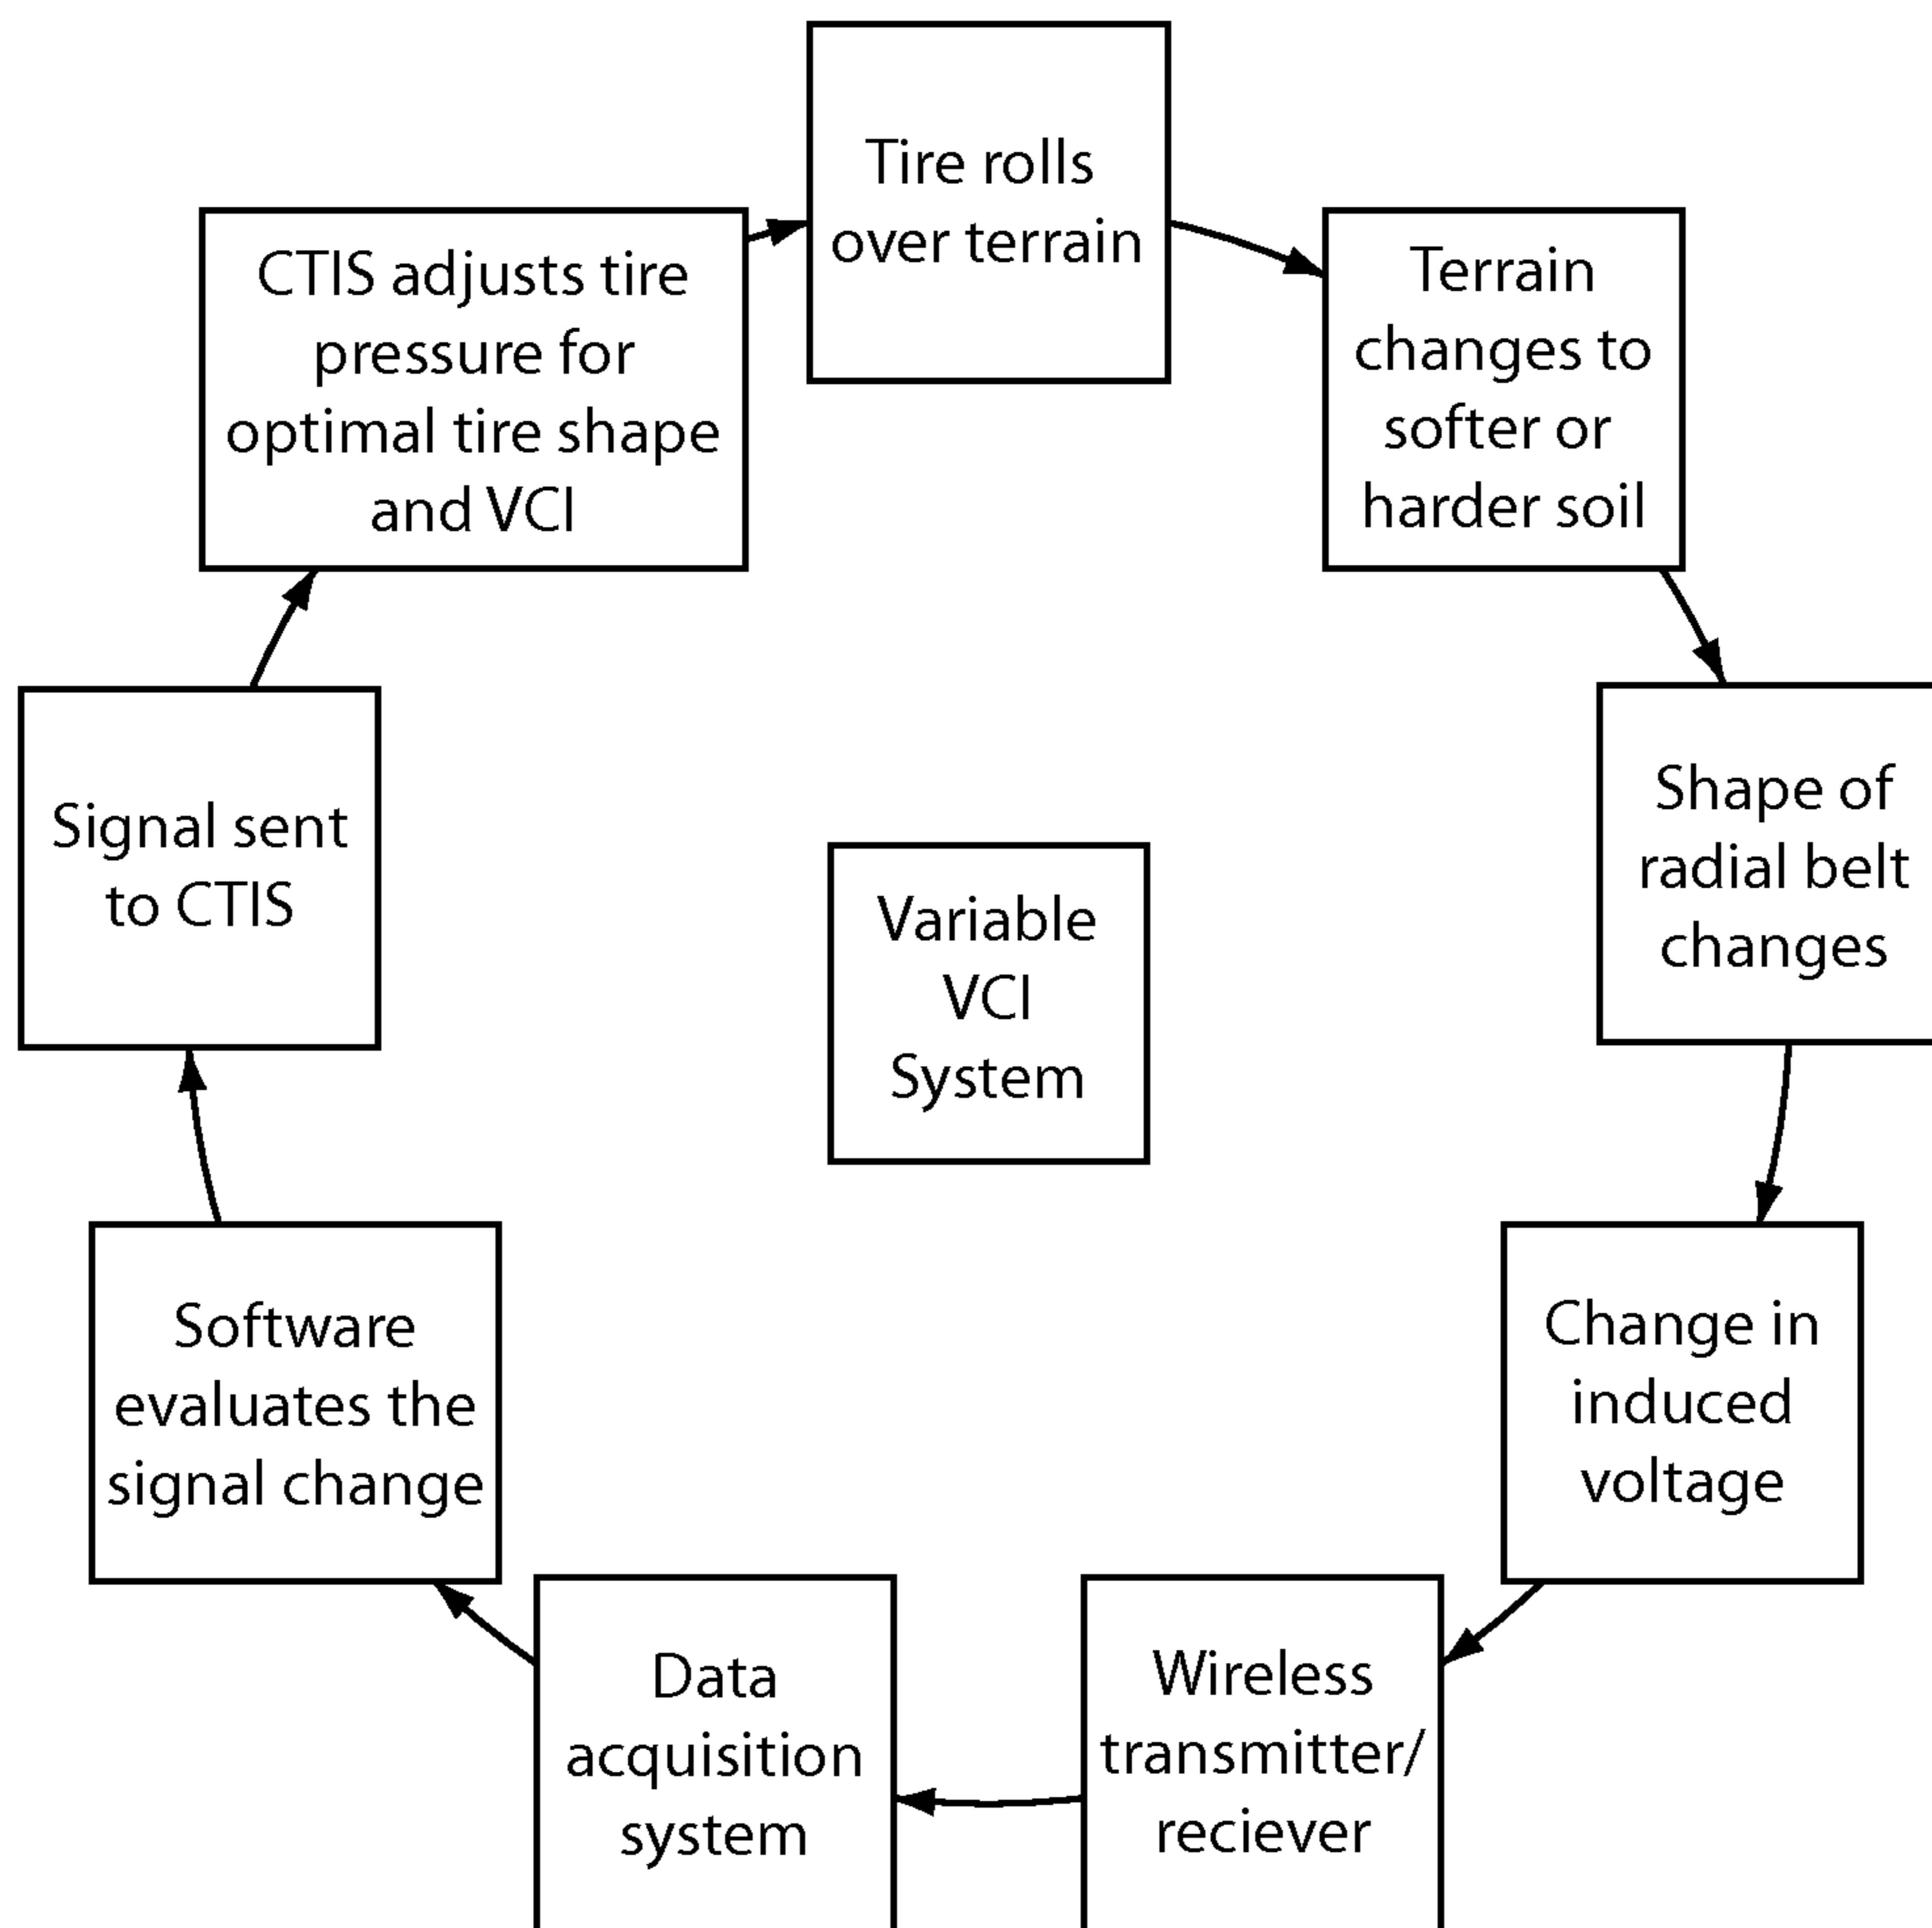 Tire rolls
over terrain
Terrain
changes to
softer or
harder soil
Shape of
radial belt
changes
Change in
induced
voltage
Wireless
transmitter/
reciever
Data
acquisition
system
Software
evaluates the
signal change
Signal sent
to CTIS
CTIS adjusts tire
pressure for
optimal tire shape
and VCI
Variable
VCI
System